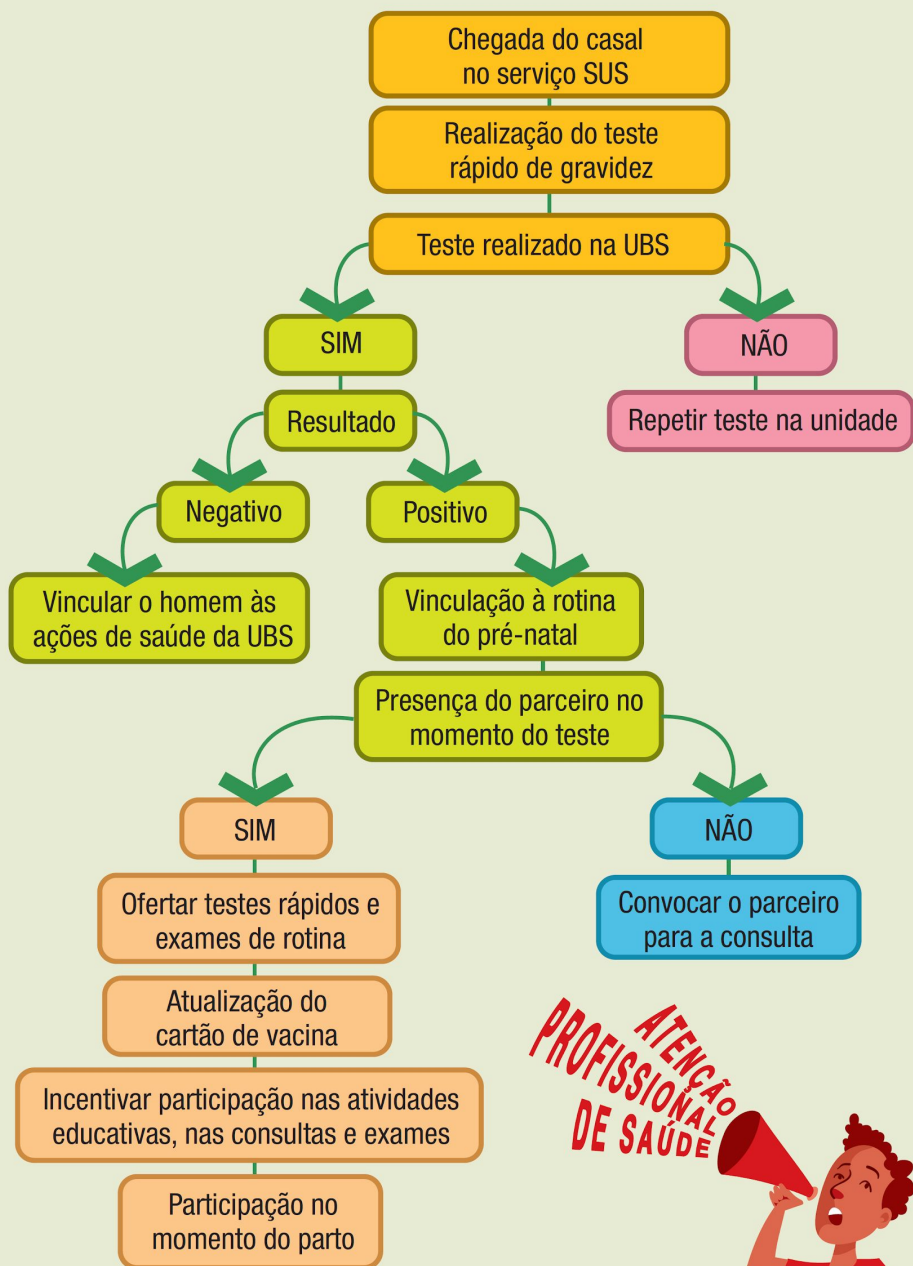 Chegada do casal
no serviço SUS
Realização do teste
rápido de gravidez
Teste realizado na UBS
SIM
NÃO
Resultado
Repetir teste na unidade
Negativo
Positivo
Vincular o homem às
ações de saúde da UBS
Vinculação à rotina
do pré-natal
Presença do parceiro no
momento do teste
SIM
NÃO
Ofertar testes rápidos e
exames de rotina
Convocar o parceiro
para a consulta
Atualização do
cartão de vacina
Incentivar participação nas atividades
educativas, nas consultas e exames
Participação no
momento do parto
ATENÇÃO
PROFISSIONAL
DE SAÚDE